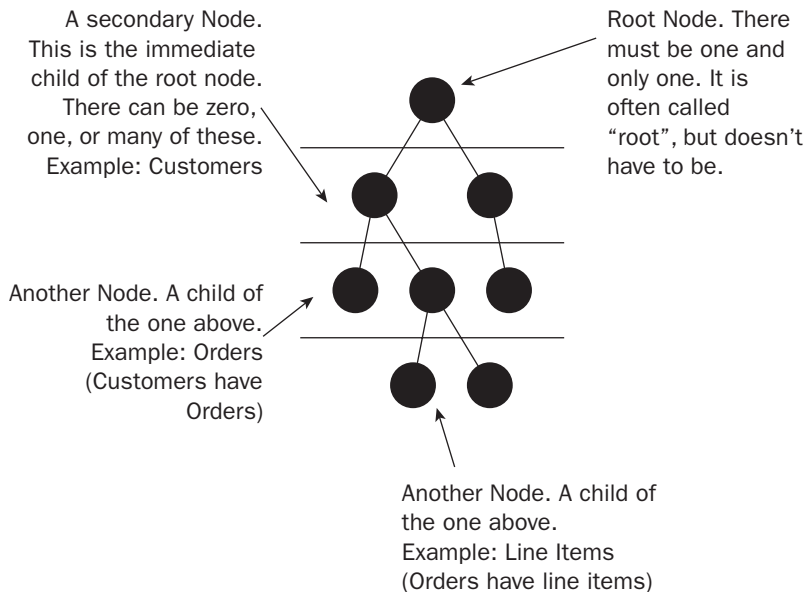 A secondary Node.
This is the immediate
child of the root node.
There can be zero,
one, or many of these.
Example: Customers
Root Node. There
must be one and
only one. It is
often called
“root”, but doesn’t
have to be.
Another Node. A child of
the one above.
Example: Orders
(Customers have
Orders)
Another Node. A child of
the one above.
Example: Line Items
(Orders have line items)